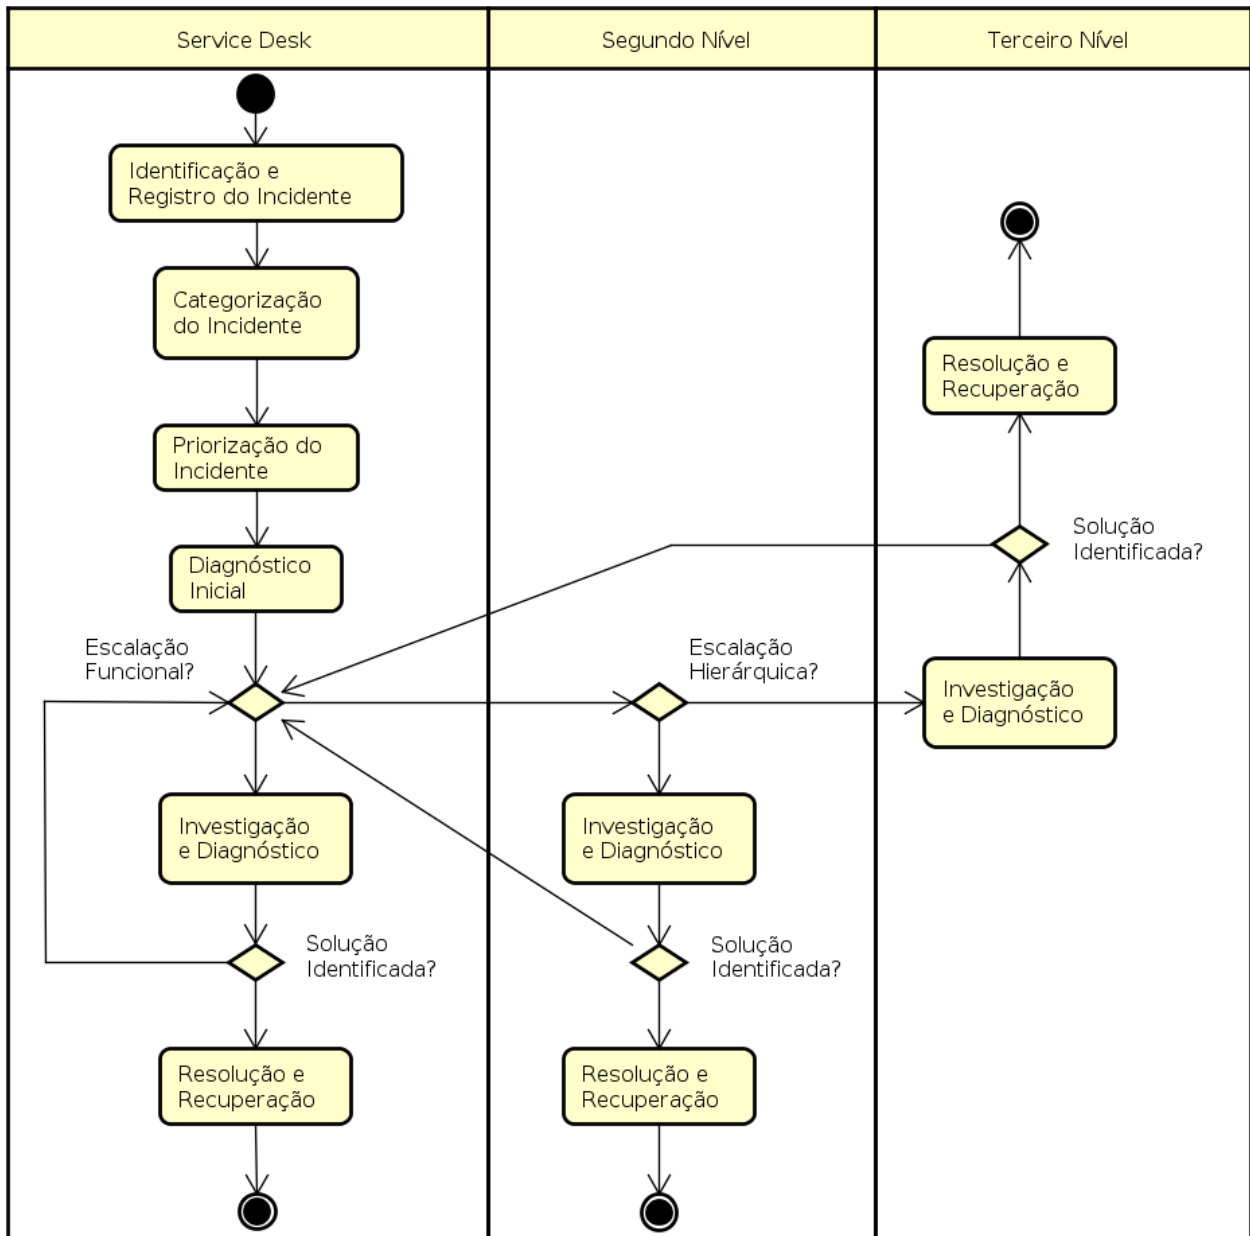 Service Desk
Segundo Nível
Terceiro Nível
Identificação e
Registro do Incidente
Categorização
do Incidente
Priorização do
Incidente
Diagnóstico
Inicial
Escalação
Funcional?
Investigação
e Diagnóstico
Solução
Identificada?
Resolução e
Recuperação
Escalação
Hierárquica?
Investigação
e Diagnóstico
Solução
Identificada?
Resolução e
Recuperação
Resolução e
Recuperação
Solução
Identificada?
Investigação
e Diagnóstico